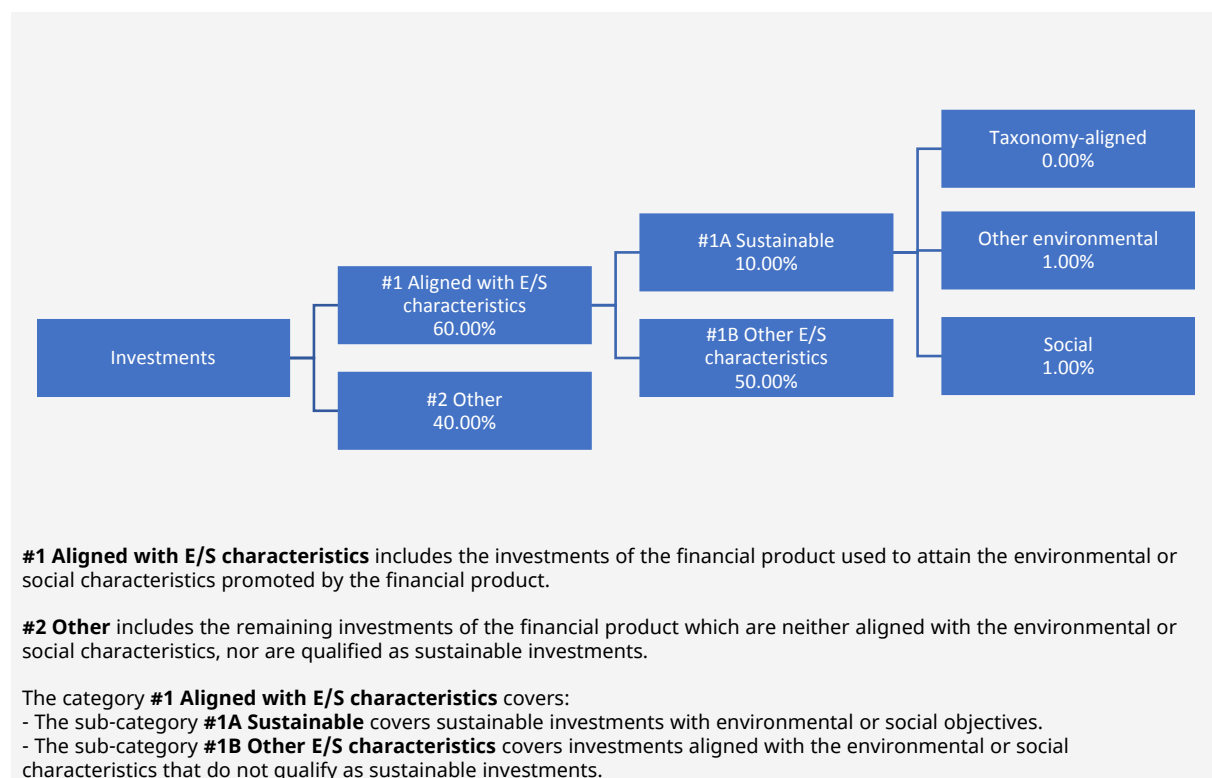 Taxonomy-aligned
0.00%
#1A Sustainable
10.00%
Other environmental
1.00%
#1 Aligned with E/S
characteristics
60.00%
Investments
#1B Other E/S
characteristics
50.00%
Social
1.00%
#2 Other
40.00%
#1 Aligned with E/S characteristics includes the investments of the financial product used to attain the environmental or
social characteristics promoted by the financial product.
#2 Other includes the remaining investments of the financial product which are neither aligned with the environmental or
social characteristics, nor are qualified as sustainable investments.
The category #1 Aligned with E/S characteristics covers:
- The sub-category #1A Sustainable covers sustainable investments with environmental or social objectives.
- The sub-category #1B Other E/S characteristics covers investments aligned with the environmental or social
characteristics that do not qualify as sustainable investments.